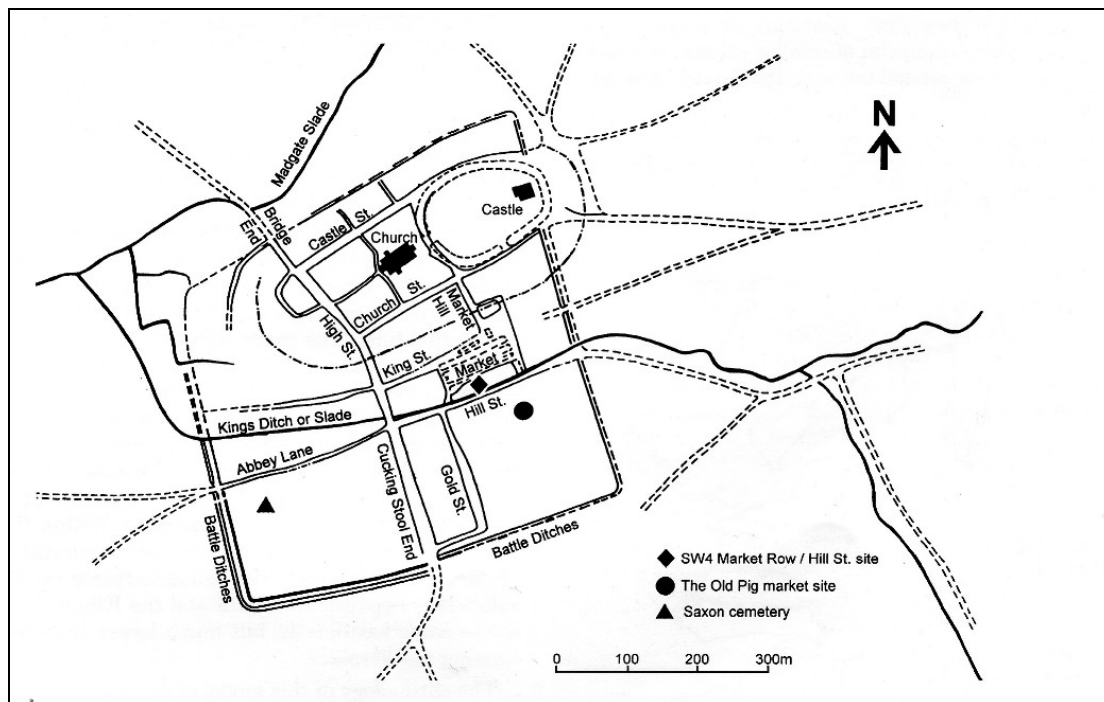 N
Madgate Slade
Bridge
End
Castle St.
Castle
Church
Church St.
Market
Hill
High St.
King St.
Market
Hill St.
Kings Ditch or Slade
Abbey Lane
Cucking Stool End
Gold St.
Battle Ditches
Battle Ditches
SW4 Market Row / Hill St. site
The Old Pig market site
Saxon cemetery
0 100 200 300m